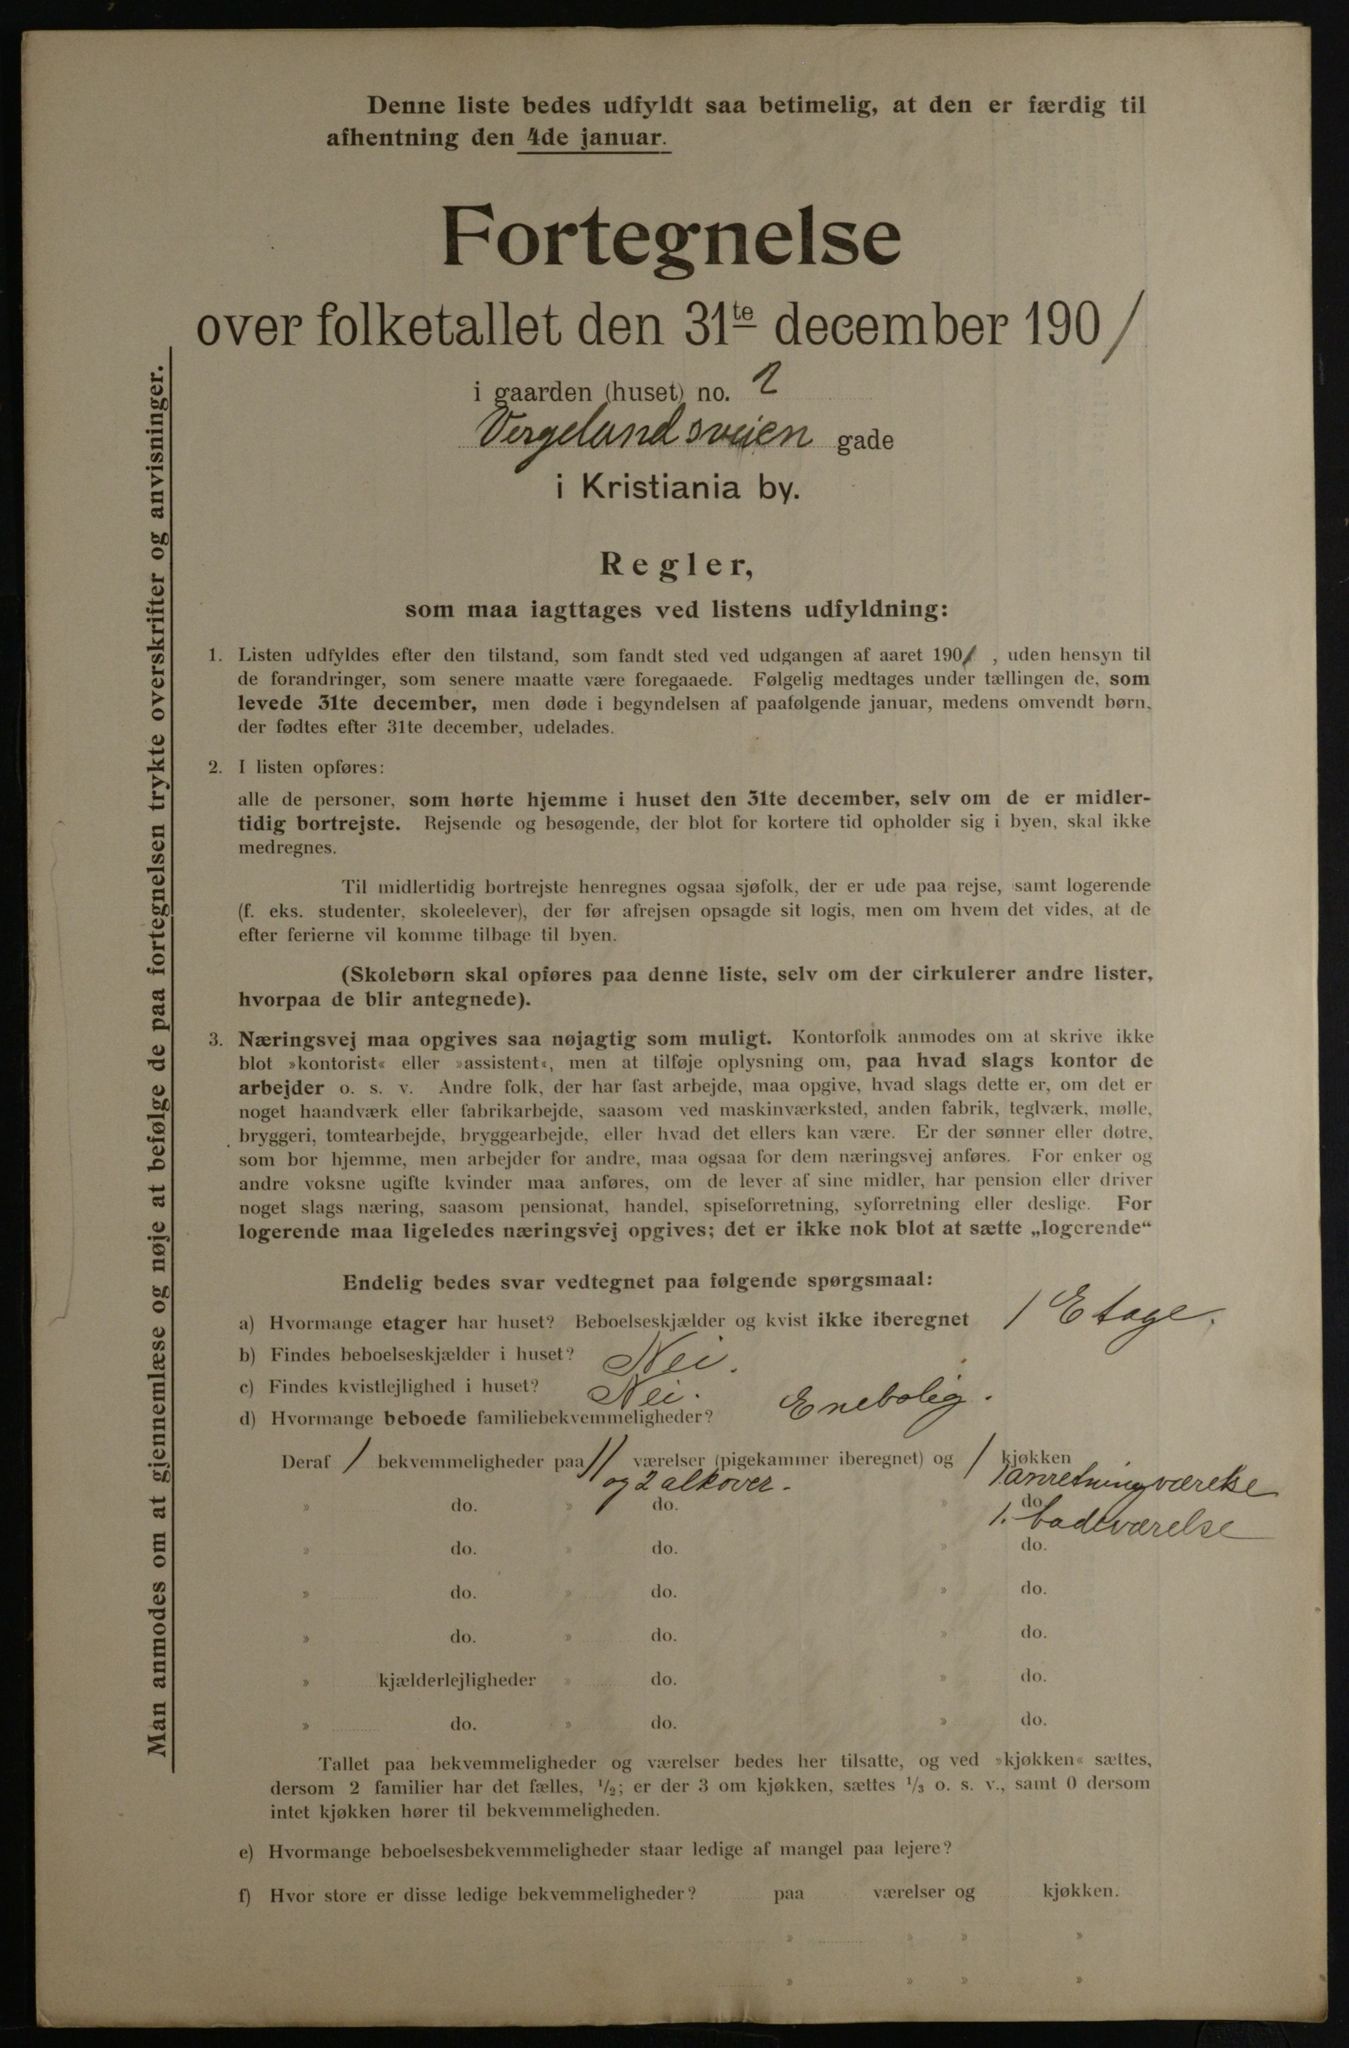 Denne liste bedes udfyldt saa betimelig, at den er færdig til
afhentning den 4de januar.
Fortegnelse
over folketallet den 31te december 1901
i gaarden (huset) no. 2
Vergelandsveien gade
i Kristiania by.
Regler,
som maa iagttages ved listens udfyldning:
1. Listen udfyldes efter den tilstand, som fandt sted ved udgangen af aaret 1901, uden hensyn til
de forandringer, som senere maatte være foregaaede. Følgelig medtages under tællingen de, som
levede 31te december, men døde i begyndelsen af paafølgende januar, medens omvendt børn,
der fødtes efter 31te december, udelades.
2. I listen opføres:
alle de personer, som hørte hjemme i huset den 31te december, selv om de er midler-
tidig bortrejste. Rejsende og besøgende, der blot for kortere tid opholder sig i byen, skal ikke
medregnes.
Til midlertidig bortrejste henregnes ogsaa sjøfolk, der er ude paa rejse, samt logerende
(f. eks. studenter, skoleelever), der før afrejsen opsagde sit logis, men om hvem det vides, at de
efter ferierne vil komme tilbage til byen.
(Skolebørn skal opføres paa denne liste, selv om der cirkulerer andre lister,
hvorpaa de blir antegnede).
3. Næringsvej maa opgives saa nøjagtig som muligt. Kontorfolk anmodes om at skrive ikke
blot »kontorist« eller »assistent«, men at tilføje oplysning om, paa hvad slags kontor de
arbejder o. s. v. Andre folk, der har fast arbejde, maa opgive, hvad slags dette er, om det er
noget haandværk eller fabrikarbejde, saasom ved maskinværksted, anden fabrik, teglværk, mølle,
bryggeri, tomtearbejde, bryggearbejde, eller hvad det ellers kan være. Er der sønner eller døtre,
som bor hjemme, men arbejder for andre, maa ogsaa for dem næringsvej anføres. For enker og
andre voksne ugifte kvinder maa anføres, om de lever af sine midler, har pension eller driver
noget slags næring, saasom pensionat, handel, spiseforretning, syforretning eller deslige. For
logerende maa ligeledes næringsvej opgives; det er ikke nok blot at sætte „logerende“
Endelig bedes svar vedtegnet paa følgende spørgsmaal:
a) Hvormange etager har huset? Beboelseskjælder og kvist ikke iberegnet 1 Etage.
b) Findes beboelseskjælder i huset? Nei.
c) Findes kvistlejlighed i huset? Nei.
d) Hvormange beboede familiebekvemmeligheder? Enebolig.
Deraf 1 bekvemmeligheder paa 11 værelser (pigekammer iberegnet) og 1 kjøkken
og 2 alkover. 1 anretningværelse
» do. » do. » do.
1. badeværelse
» do. » do. » do.
» do. » do. » do.
» do. » do. » do.
» kjælderlejligheder » do. » do.
» do. » do. » do.
Tallet paa bekvemmeligheder og værelser bedes her tilsatte, og ved »kjøkken« sættes,
dersom 2 familier har det fælles, 1/2; er der 3 om kjøkken, sættes 1/3 o. s. v., samt 0 dersom
intet kjøkken hører til bekvemmeligheden.
e) Hvormange beboelsesbekvemmeligheder staar ledige af mangel paa lejere?
f) Hvor store er disse ledige bekvemmeligheder? paa værelser og kjøkken.
» » » »
» » » »
Man anmodes om at gjennemlæse og nøje at befølge de paa fortegnelsen trykte overskrifter og anvisninger.